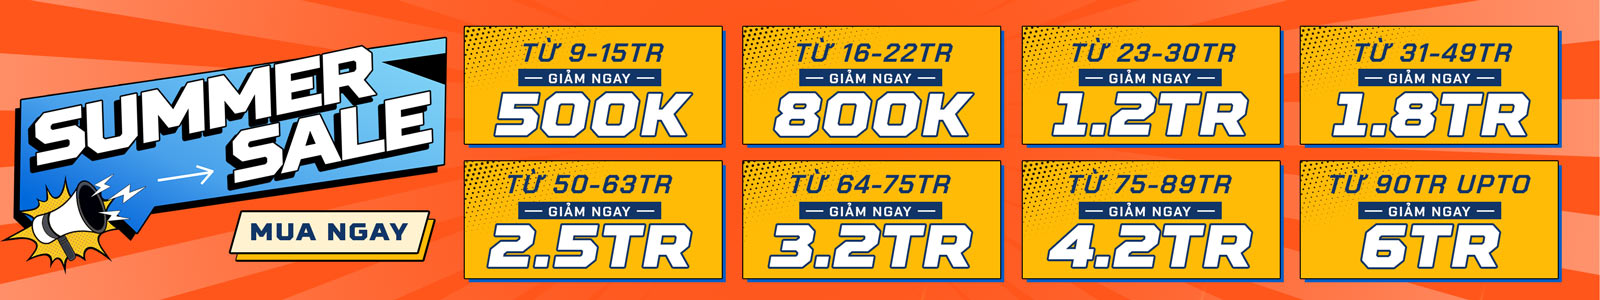 SUMMER
SALE
MUA NGAY
TỪ 9-15TR
GIẢM NGAY
500K
TỪ 16-22TR
GIẢM NGAY
800K
TỪ 23-30TR
GIẢM NGAY
1.2TR
TỪ 31-49TR
GIẢM NGAY
1.8TR
TỪ 50-63TR
GIẢM NGAY
2.5TR
TỪ 64-75TR
GIẢM NGAY
3.2TR
TỪ 75-89TR
GIẢM NGAY
4.2TR
TỪ 90TR UPTO
GIẢM NGAY
6TR